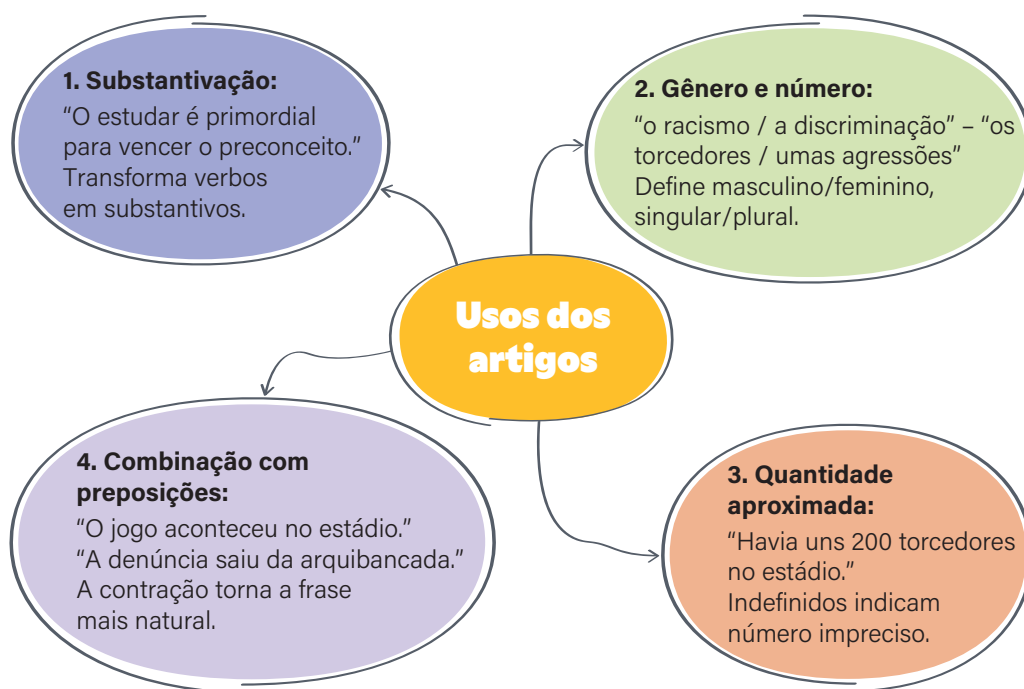 1. Substantivação:
“O estudar é primordial
para vencer o preconceito.”
Transforma verbos
em substantivos.
2. Gênero e número:
“o racismo / a discriminação” – “os
torcedores / umas agressões”
Define masculino/feminino,
singular/plural.
Usos dos
artigos
3. Quantidade
aproximada:
“Havia uns 200 torcedores
no estádio.”
Indefinidos indicam
número impreciso.
4. Combinação com
preposições:
“O jogo aconteceu no estádio.”
“A denúncia saiu da arquibancada.”
A contração torna a frase
mais natural.